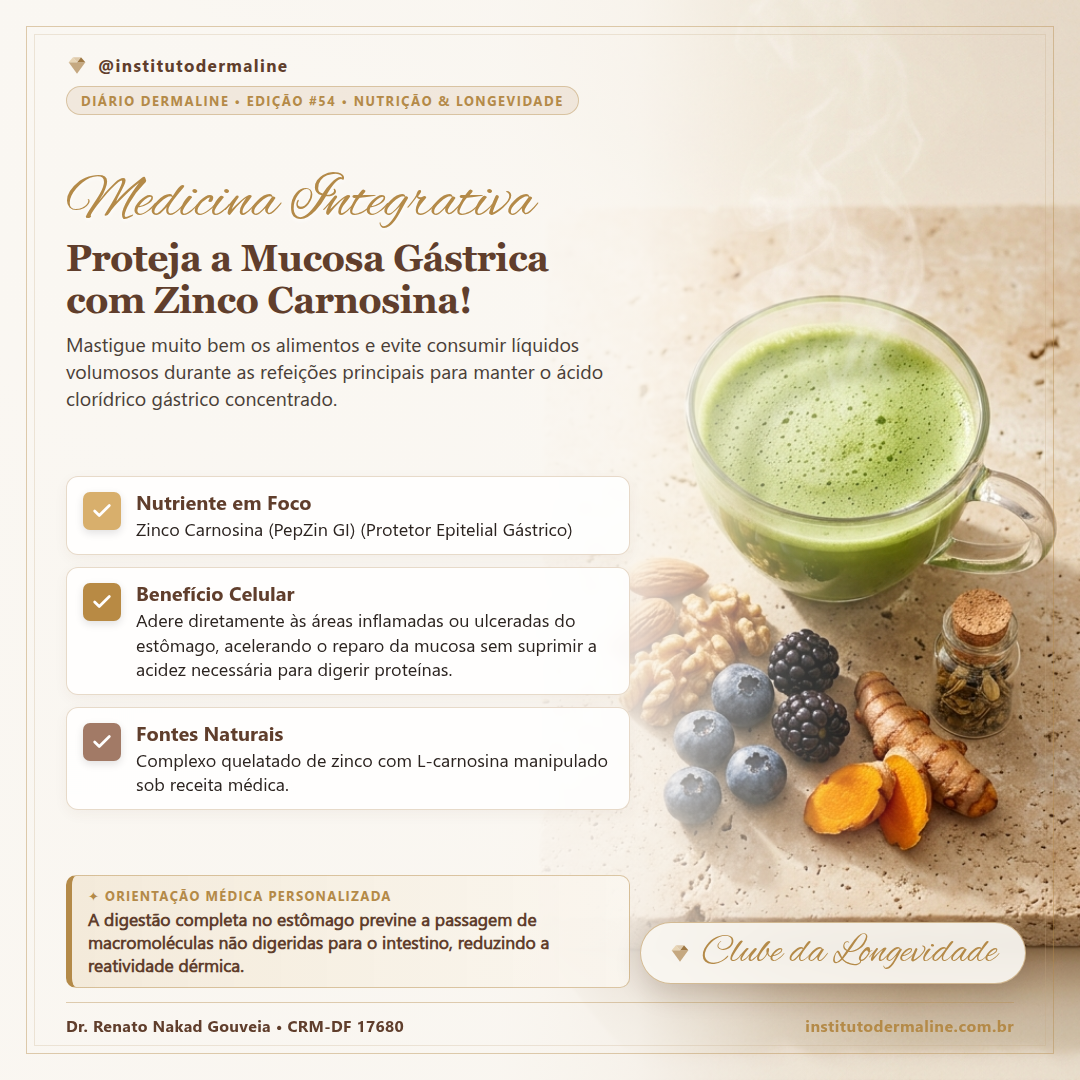 @institutodermaline
DIÁRIO DERMALINE • EDIÇÃO #54 • NUTRIÇÃO & LONGEVIDADE
Medicina Integrativa
Proteja a Mucosa Gástrica
com Zinco Carnosina!
Mastigue muito bem os alimentos e evite consumir líquidos
volumosos durante as refeições principais para manter o ácido
clorídrico gástrico concentrado.
Nutriente em Foco
Zinco Carnosina (PepZin GI) (Protetor Epitelial Gástrico)
Benefício Celular
Adere diretamente às áreas inflamadas ou ulceradas do
estômago, acelerando o reparo da mucosa sem suprimir a
acidez necessária para digerir proteínas.
Fontes Naturais
Complexo quelatado de zinco com L-carnosina manipulado
sob receita médica.
✦ ORIENTAÇÃO MÉDICA PERSONALIZADA
A digestão completa no estômago previne a passagem de
macromoléculas não digeridas para o intestino, reduzindo a
reatividade dérmica.
Clube da Longevidade
Dr. Renato Nakad Gouveia • CRM-DF 17680
institutodermaline.com.br